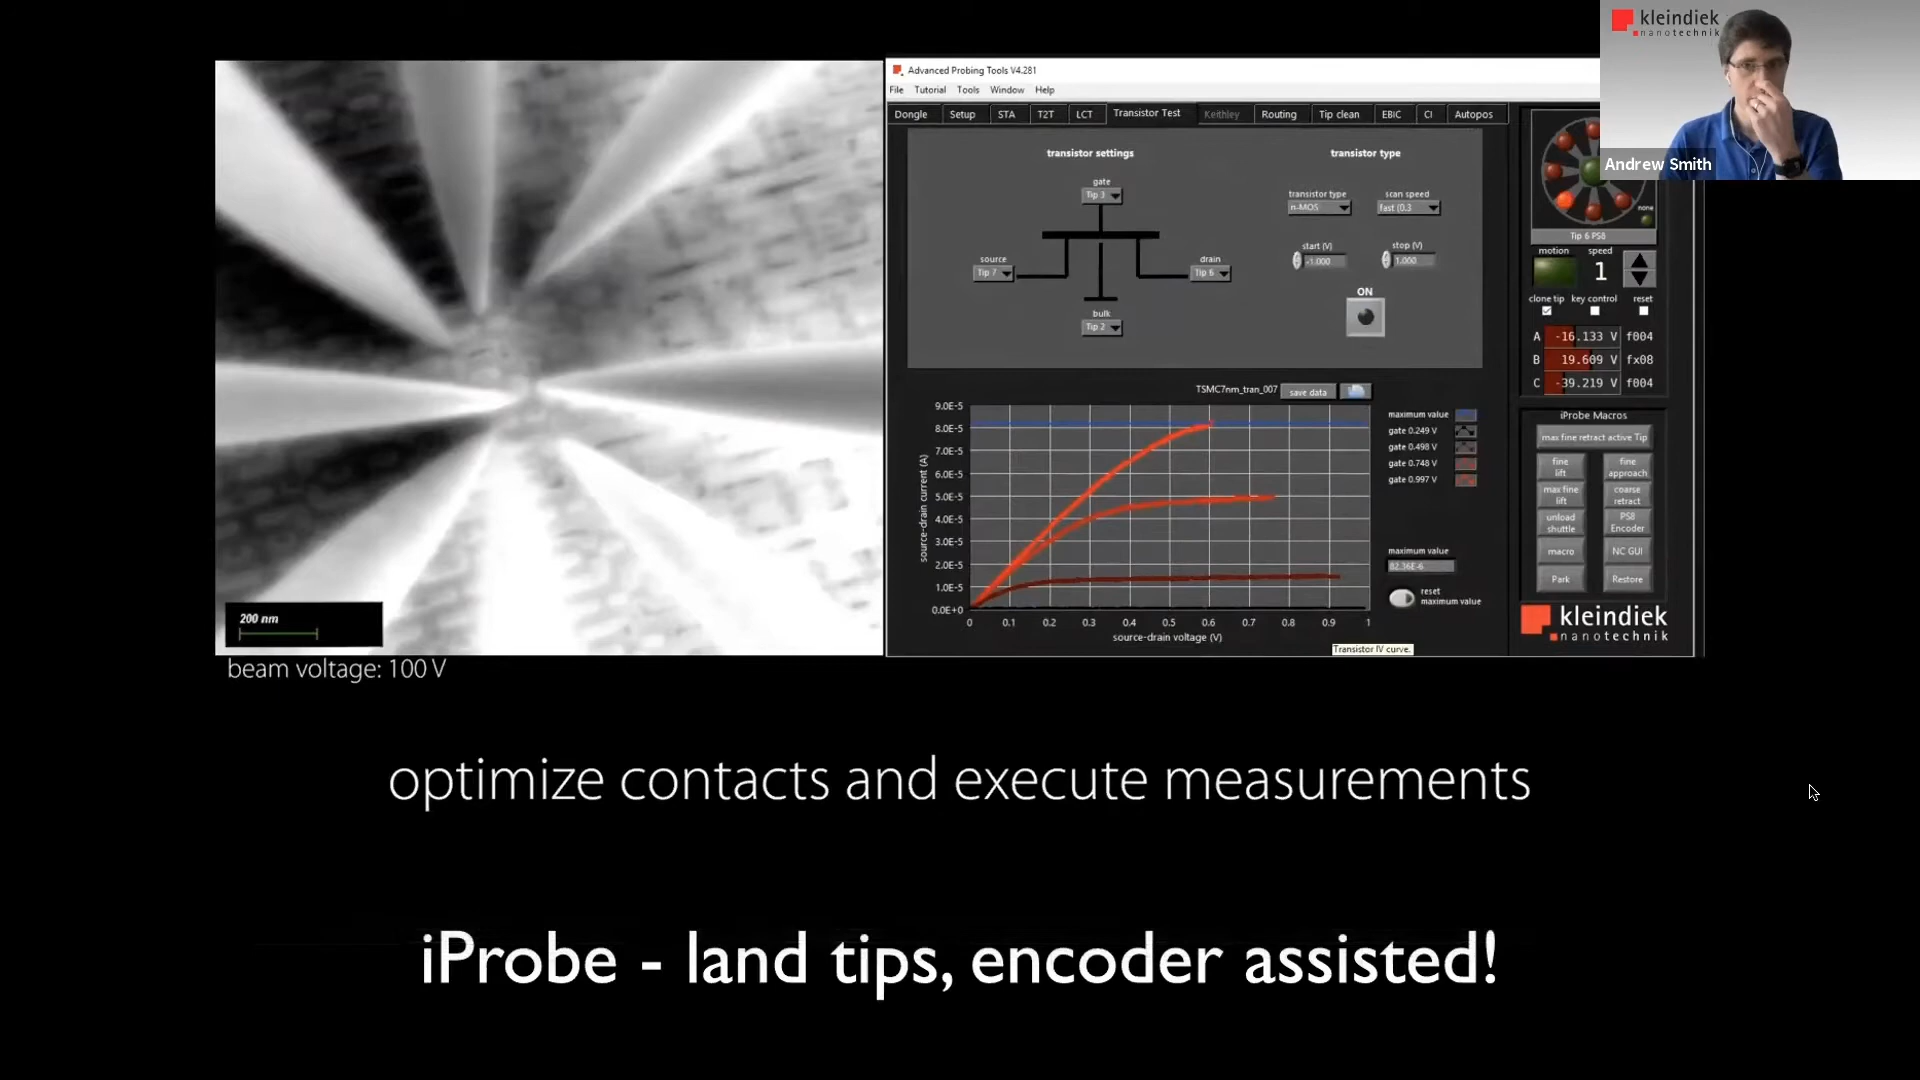 kleindiek
nanotechnik
Andrew Smith
Advanced Probing Tools V4.281
File Tutorial Tools Window Help
Dongle Setup STA T2T LCT Transistor Test Keithley Routing Tip clean EBIC CI Autopos
transistor settings
gate
Tip 3
source
Tip 7
drain
Tip 6
bulk
Tip 2
transistor type
transistor type
n-MOS
scan speed
fast (0.3
start (V)
-1.000
stop (V)
1.000
ON
TSMC7nm_tran_007
save data
source-drain current (A)
9.0E-5
8.0E-5
7.0E-5
6.0E-5
5.0E-5
4.0E-5
3.0E-5
2.0E-5
1.0E-5
0.0E+0
0 0.1 0.2 0.3 0.4 0.5 0.6 0.7 0.8 0.9 1
source-drain voltage (V)
maximum value
gate 0.249 V
gate 0.498 V
gate 0.748 V
gate 0.997 V
maximum value
82.36E-6
reset
maximum value
Transistor IV curve.
none
Tip 6 PS8
motion speed
1
clone tip key control reset
A -16.133 V f004
B 19.609 V fx08
C -39.219 V f004
iProbe Macros
max fine retract active Tip
fine
lift
fine
approach
max fine
lift
coarse
retract
unload
shuttle
PS8
Encoder
macro
NC GUI
Park
Restore
kleindiek
nanotechnik
200 nm
beam voltage: 100 V
optimize contacts and execute measurements
iProbe - land tips, encoder assisted!